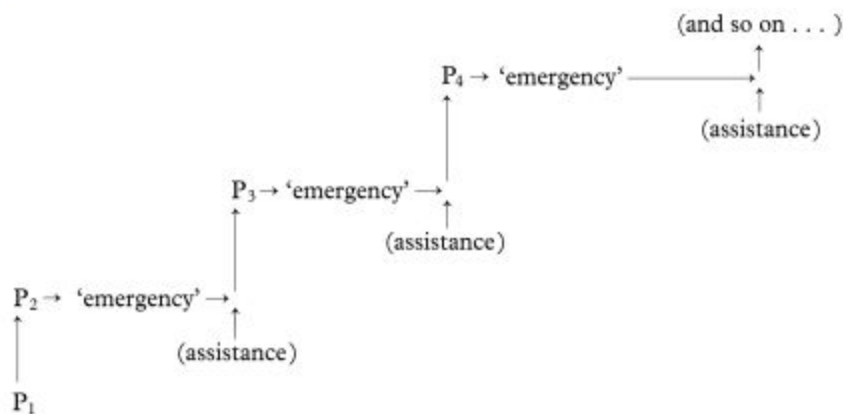 (and so on . . . )
P₄ → ‘emergency’
(assistance)
P₃ → ‘emergency’ →
(assistance)
P₂ → ‘emergency’ →
(assistance)
P₁